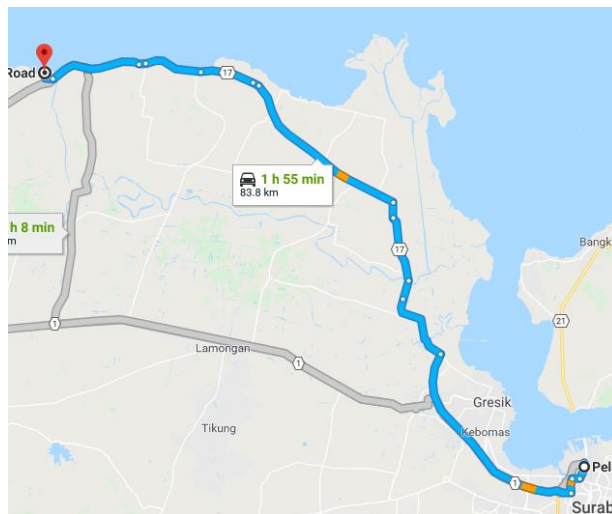 Road
17
1 h 55 min
83.8 km
h 8 min
m
17
Bangk
21
1
Lamongan
1
Gresik
Tikung
Kebomas
Pela
1
Surab